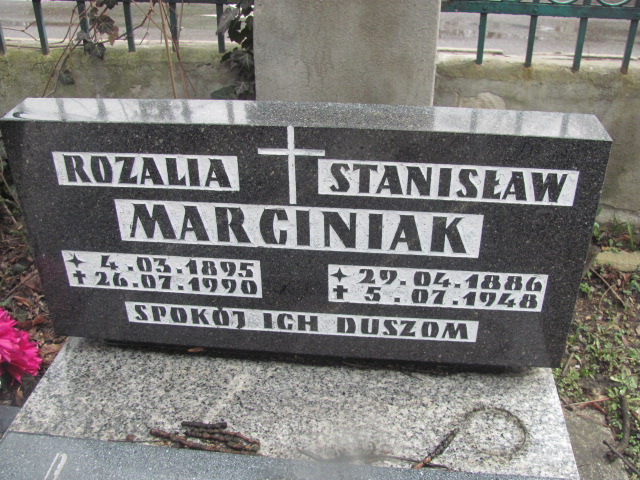 ROZALIA STANISŁAW
MARCINIAK
4.03.1895 29.04.1886
26.07.1990 5.07.1948
SPOKÓJ ICH DUSZOM